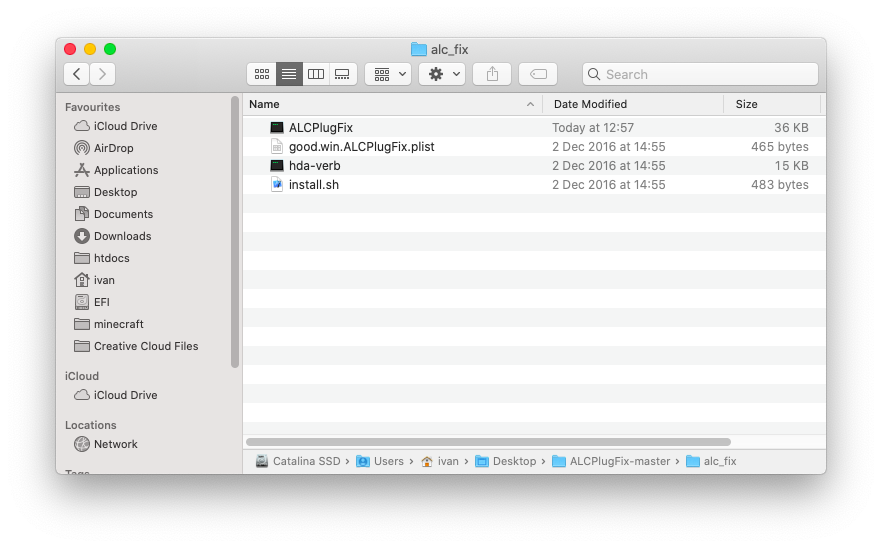 alc_fix
Search
Favourites
iCloud Drive
AirDrop
Applications
Desktop
Documents
Downloads
htdocs
ivan
EFI
minecraft
Creative Cloud Files
iCloud
iCloud Drive
Locations
Network
Tags
Name Date Modified Size
ALCPlugFix Today at 12:57 36 KB
good.win.ALCPlugFix.plist 2 Dec 2016 at 14:55 465 bytes
hda-verb 2 Dec 2016 at 14:55 15 KB
install.sh 2 Dec 2016 at 14:55 483 bytes
Catalina SSD › Users › ivan › Desktop › ALCPlugFix-master › alc_fix